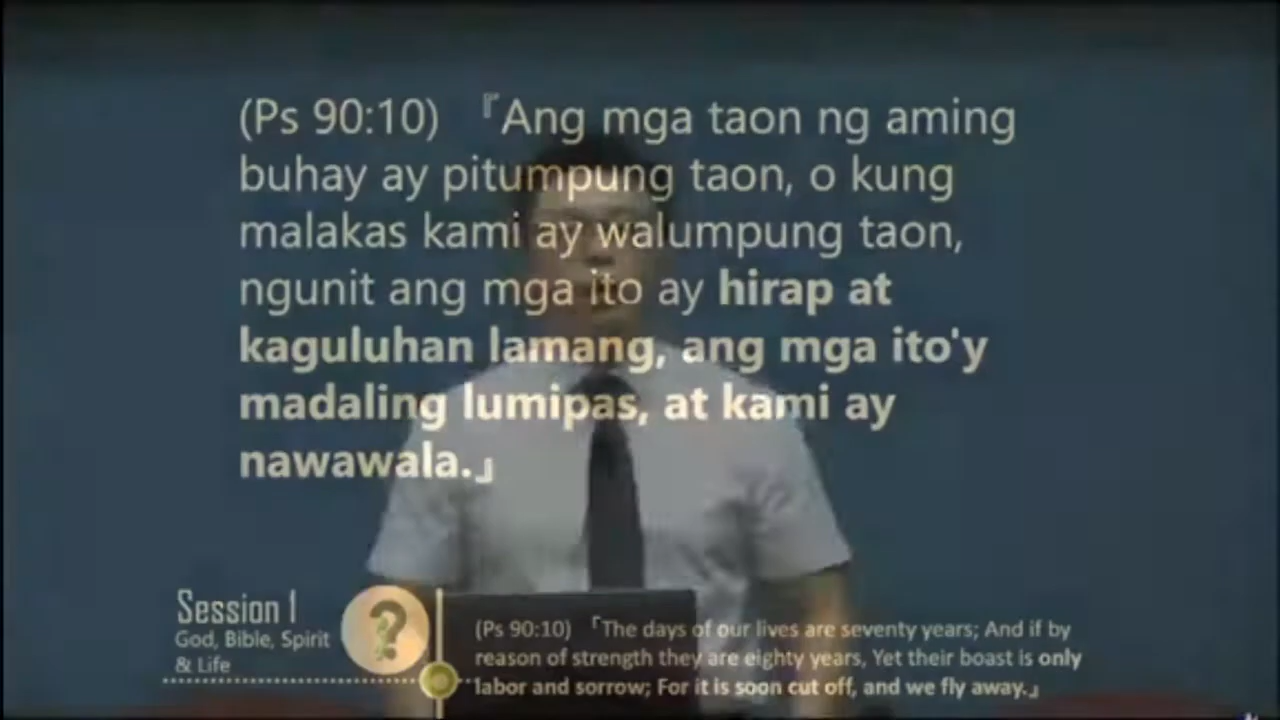 (Ps 90:10) 『Ang mga taon ng aming
buhay ay pitumpung taon, o kung
malakas kami ay walumpung taon,
ngunit ang mga ito ay hirap at
kaguluhan lamang, ang mga ito'y
madaling lumipas, at kami ay
nawawala.』
Session 1
God, Bible, Spirit
& Life
?
(Ps 90:10) 「The days of our lives are seventy years; And if by
reason of strength they are eighty years, Yet their boast is only
labor and sorrow; For it is soon cut off, and we fly away.」